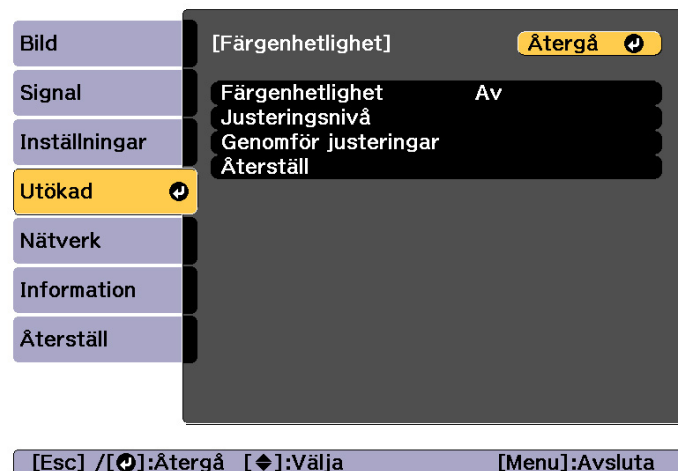 Bild
Signal
Inställningar
Utökad
Nätverk
Information
Återställ
[Färgenhetlighet] Återgå
Färgenhetlighet Av
Justeringsnivå
Genomför justeringar
Återställ
[Esc] /[ ]:Återgå [ ]:Välja [Menu]:Avsluta